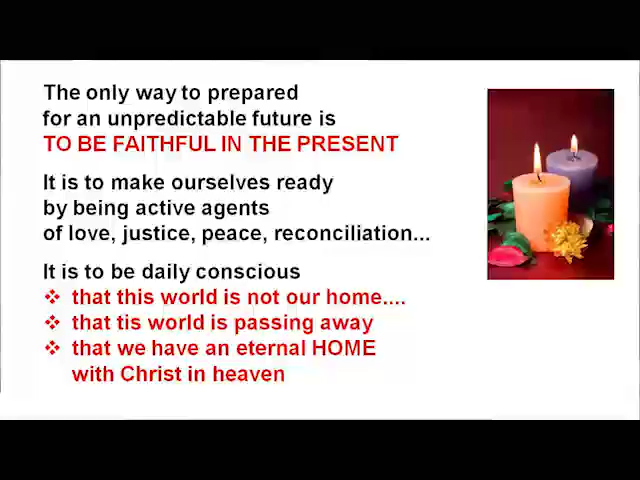 The only way to prepared
for an unpredictable future is
TO BE FAITHFUL IN THE PRESENT
It is to make ourselves ready
by being active agents
of love, justice, peace, reconciliation...
It is to be daily conscious
❖ that this world is not our home....
❖ that tis world is passing away
❖ that we have an eternal HOME
with Christ in heaven